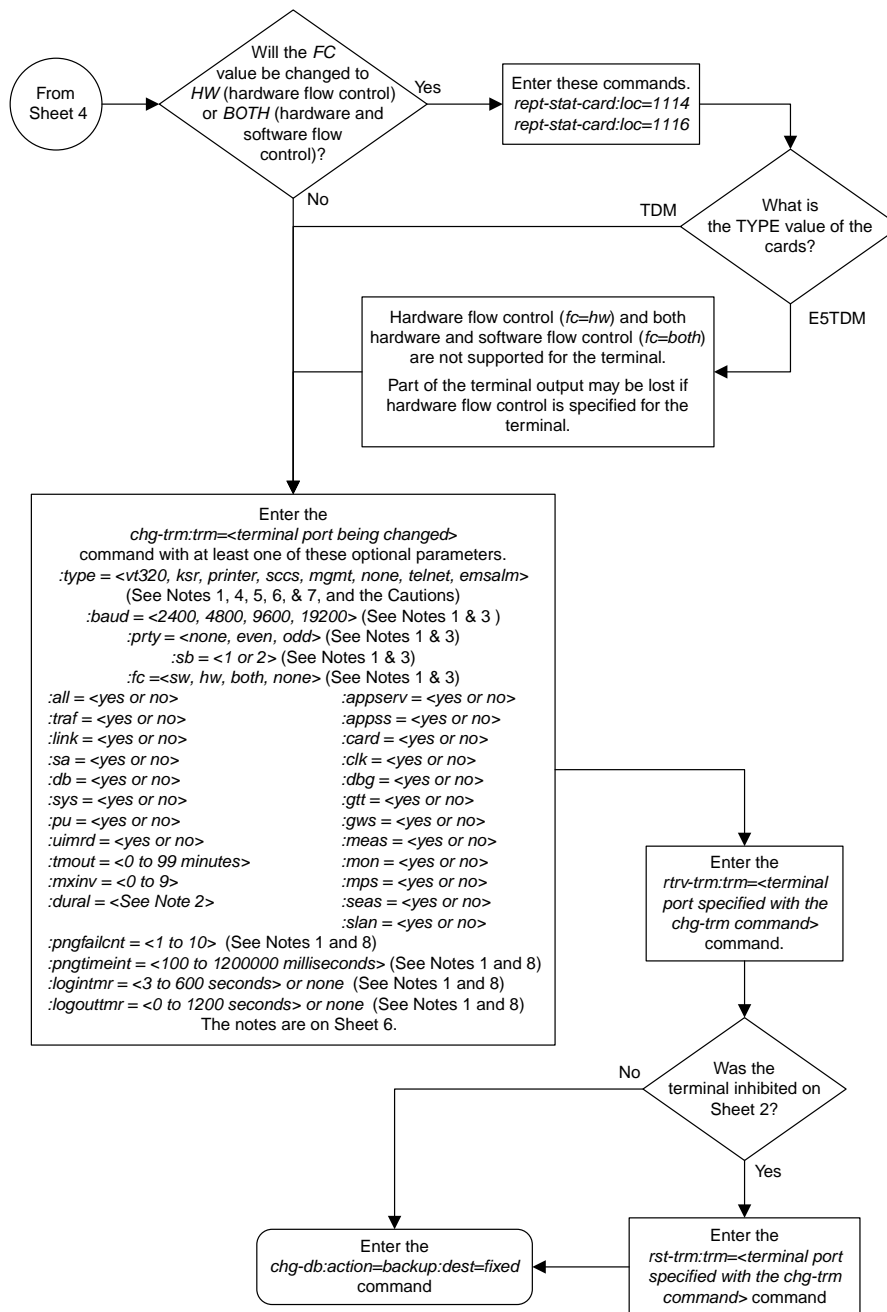 From
Sheet 4
Will the FC
value be changed to
HW (hardware flow control)
or BOTH (hardware and
software flow
control)?
Yes
No
Enter these commands.
rept-stat-card:loc=1114
rept-stat-card:loc=1116
What is
the TYPE value of the
cards?
TDM
E5TDM
Hardware flow control (fc=hw) and both
hardware and software flow control (fc=both)
are not supported for the terminal.
Part of the terminal output may be lost if
hardware flow control is specified for the
terminal.
Enter the
chg-trm:trm=<terminal port being changed>
command with at least one of these optional parameters.
:type = <vt320, ksr, printer, sccs, mgmt, none, telnet, emsalm>
(See Notes 1, 4, 5, 6, & 7, and the Cautions)
:baud = <2400, 4800, 9600, 19200> (See Notes 1 & 3 )
:prty = <none, even, odd> (See Notes 1 & 3)
:sb = <1 or 2> (See Notes 1 & 3)
:fc =<sw, hw, both, none> (See Notes 1 & 3)
:all = <yes or no>
:traf = <yes or no>
:link = <yes or no>
:sa = <yes or no>
:db = <yes or no>
:sys = <yes or no>
:pu = <yes or no>
:uimrd = <yes or no>
:tmout = <0 to 99 minutes>
:mxinv = <0 to 9>
:dural = <See Note 2>
:appserv = <yes or no>
:appss = <yes or no>
:card = <yes or no>
:clk = <yes or no>
:dbg = <yes or no>
:gtt = <yes or no>
:gws = <yes or no>
:meas = <yes or no>
:mon = <yes or no>
:mps = <yes or no>
:seas = <yes or no>
:slan = <yes or no>
:pngfailcnt = <1 to 10> (See Notes 1 and 8)
:pngtimeint = <100 to 1200000 milliseconds> (See Notes 1 and 8)
:logintmr = <3 to 600 seconds> or none (See Notes 1 and 8)
:logouttmr = <0 to 1200 seconds> or none (See Notes 1 and 8)
The notes are on Sheet 6.
Enter the
rtrv-trm:trm=<terminal
port specified with the
chg-trm command>
command.
Was the
terminal inhibited on
Sheet 2?
No
Yes
Enter the
rst-trm:trm=<terminal port
specified with the chg-trm
command> command
Enter the
chg-db:action=backup:dest=fixed
command